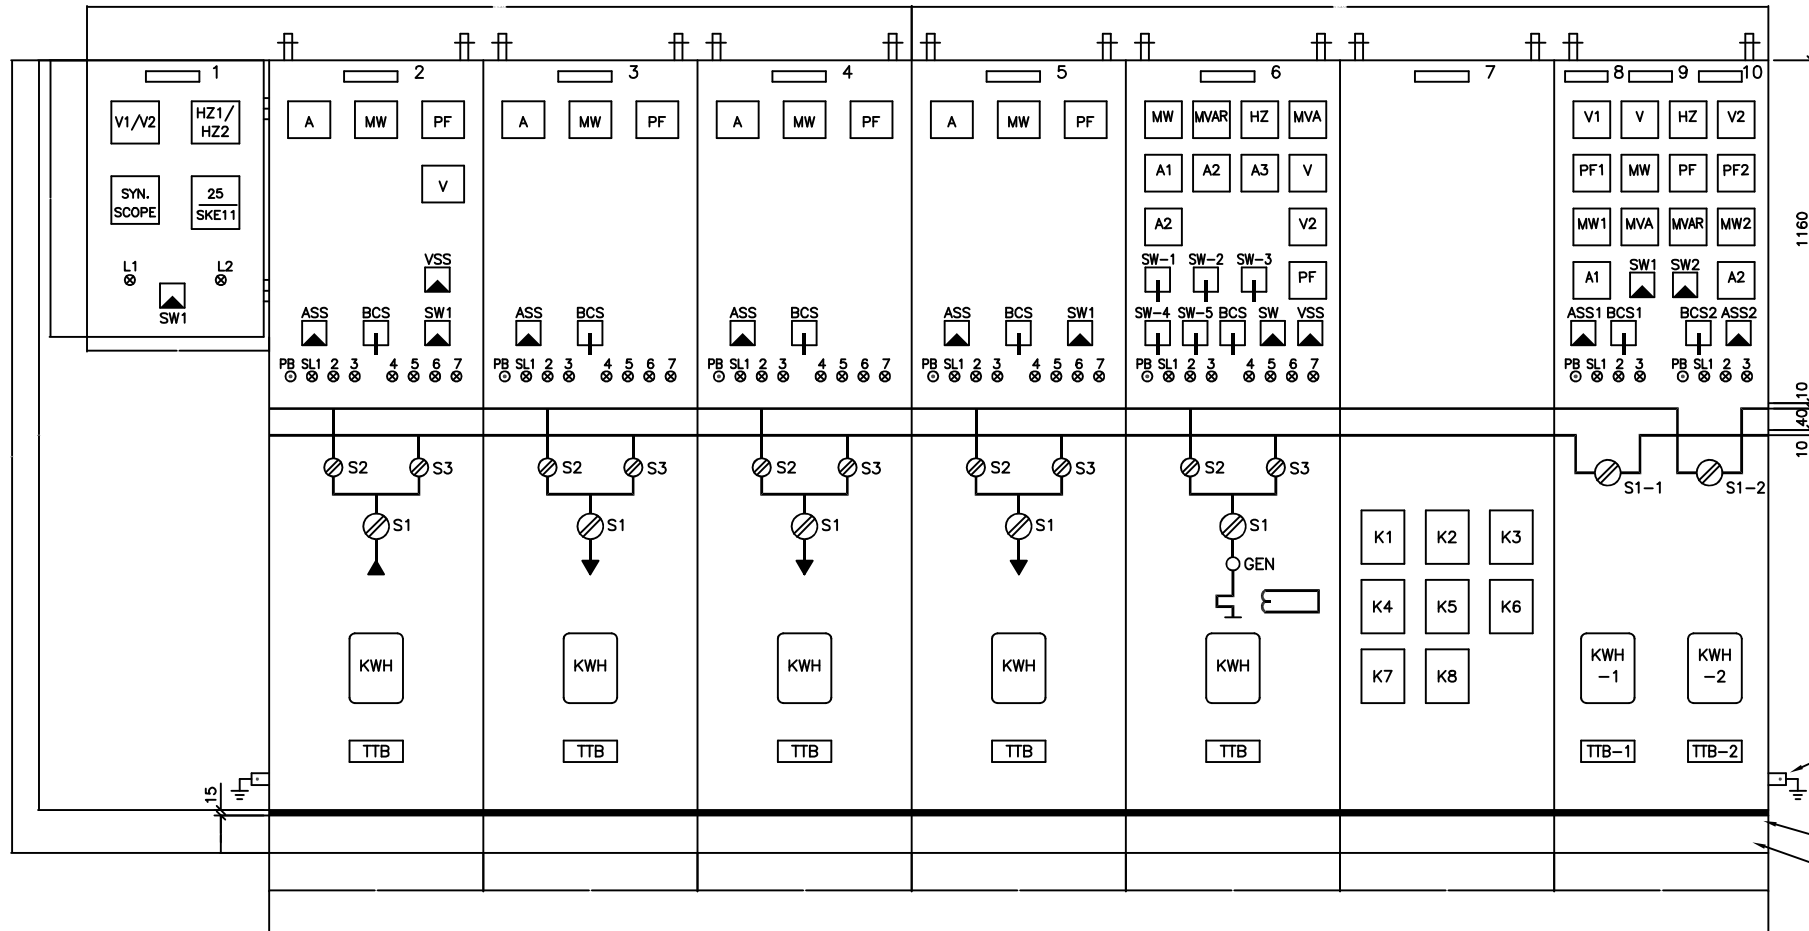 1 2 3 4 5 6 7 8 9 10
V1/V2 HZ1/ HZ2 A MW PF A MW PF A MW PF A MW PF MW MVAR HZ MVA V1 V HZ V2
SYN. SCOPE 25 SKE11 V A1 A2 A3 V PF1 MW PF PF2
A2 V2 MW1 MVA MVAR MW2
1160
L1 L2 VSS SW-1 SW-2 SW-3 PF A1 SW1 SW2 A2
SW1
ASS BCS SW1 ASS BCS ASS BCS ASS BCS SW1 SW-4 SW-5 BCS SW VSS ASS1 BCS1 BCS2 ASS2
PB SL1 2 3 4 5 6 7 PB SL1 2 3 4 5 6 7 PB SL1 2 3 4 5 6 7 PB SL1 2 3 4 5 6 7 PB SL1 2 3 4 5 6 7 PB SL1 2 3 PB SL1 2 3
10
40
10
S2 S3 S2 S3 S2 S3 S2 S3 S2 S3 S1-1 S1-2
S1 S1 S1 S1 S1 K1 K2 K3
GEN
K4 K5 K6
KWH KWH KWH KWH KWH K7 K8 KWH -1 KWH -2
TTB TTB TTB TTB TTB TTB-1 TTB-2
15